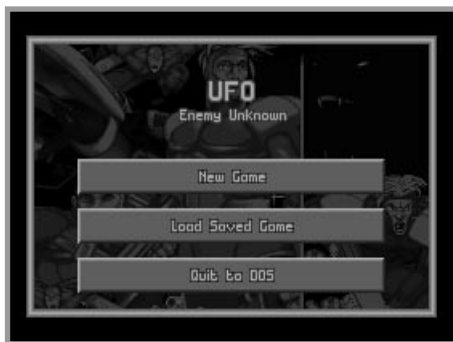 UFO
Enemy Unknown
New Game
Load Saved Game
Quit to DOS